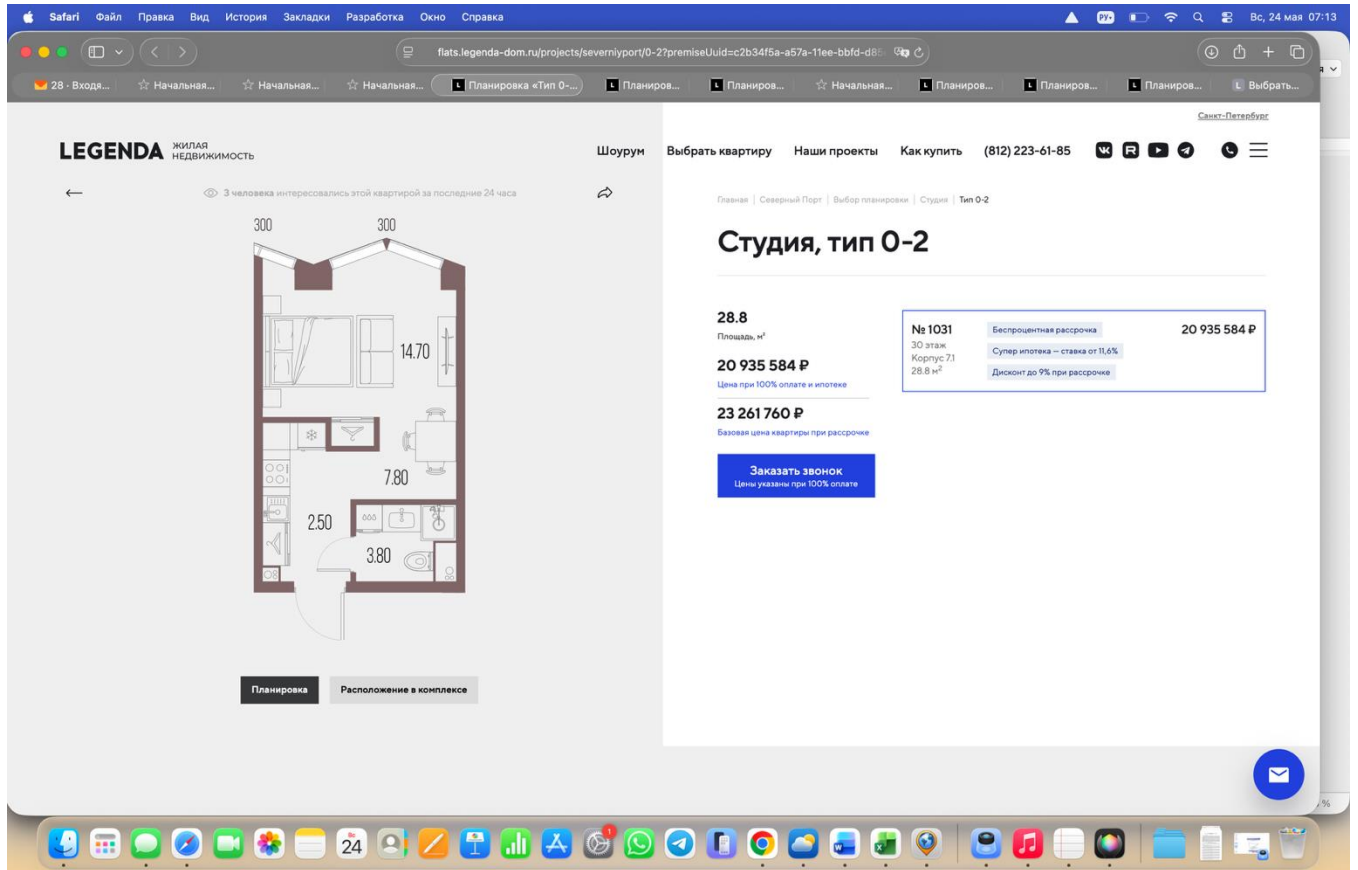 Safari Файл Правка Вид История Закладки Разработка Окно Справка
РУ Вс, 24 мая 07:13
flats.legenda-dom.ru/projects/severniyport/0-2?premiseUuid=c2b34f5a-a57a-11ee-bbfd-d85
28 - Входя... Начальная... Начальная... Начальная... Планировка «Тип 0-...) Планиров... Планиров... Начальная... Планиров... Планиров... Планиров... Выбрать...
Санкт-Петербург
LEGENDA ЖИЛАЯ
НЕДВИЖИМОСТЬ
Шоурум Выбрать квартиру Наши проекты Как купить (812) 223-61-85
3 человека интересовались этой квартирой за последние 24 часа
300 300
14.70
7.80
2.50
3.80
Планировка Расположение в комплексе
Главная | Северный Порт | Выбор планировки | Студия | Тип 0-2
Студия, тип 0-2
28.8
Площадь, м²
20 935 584 ₽
Цена при 100% оплате и ипотеке
23 261 760 ₽
Базовая цена квартиры при рассрочке
Заказать звонок
Цены указаны при 100% оплате
№ 1031
30 этаж
Корпус 7.1
28.8 м²
Беспроцентная рассрочка
Супер ипотека — ставка от 11,6%
Дисконт до 9% при рассрочке
20 935 584 ₽
%
24
1